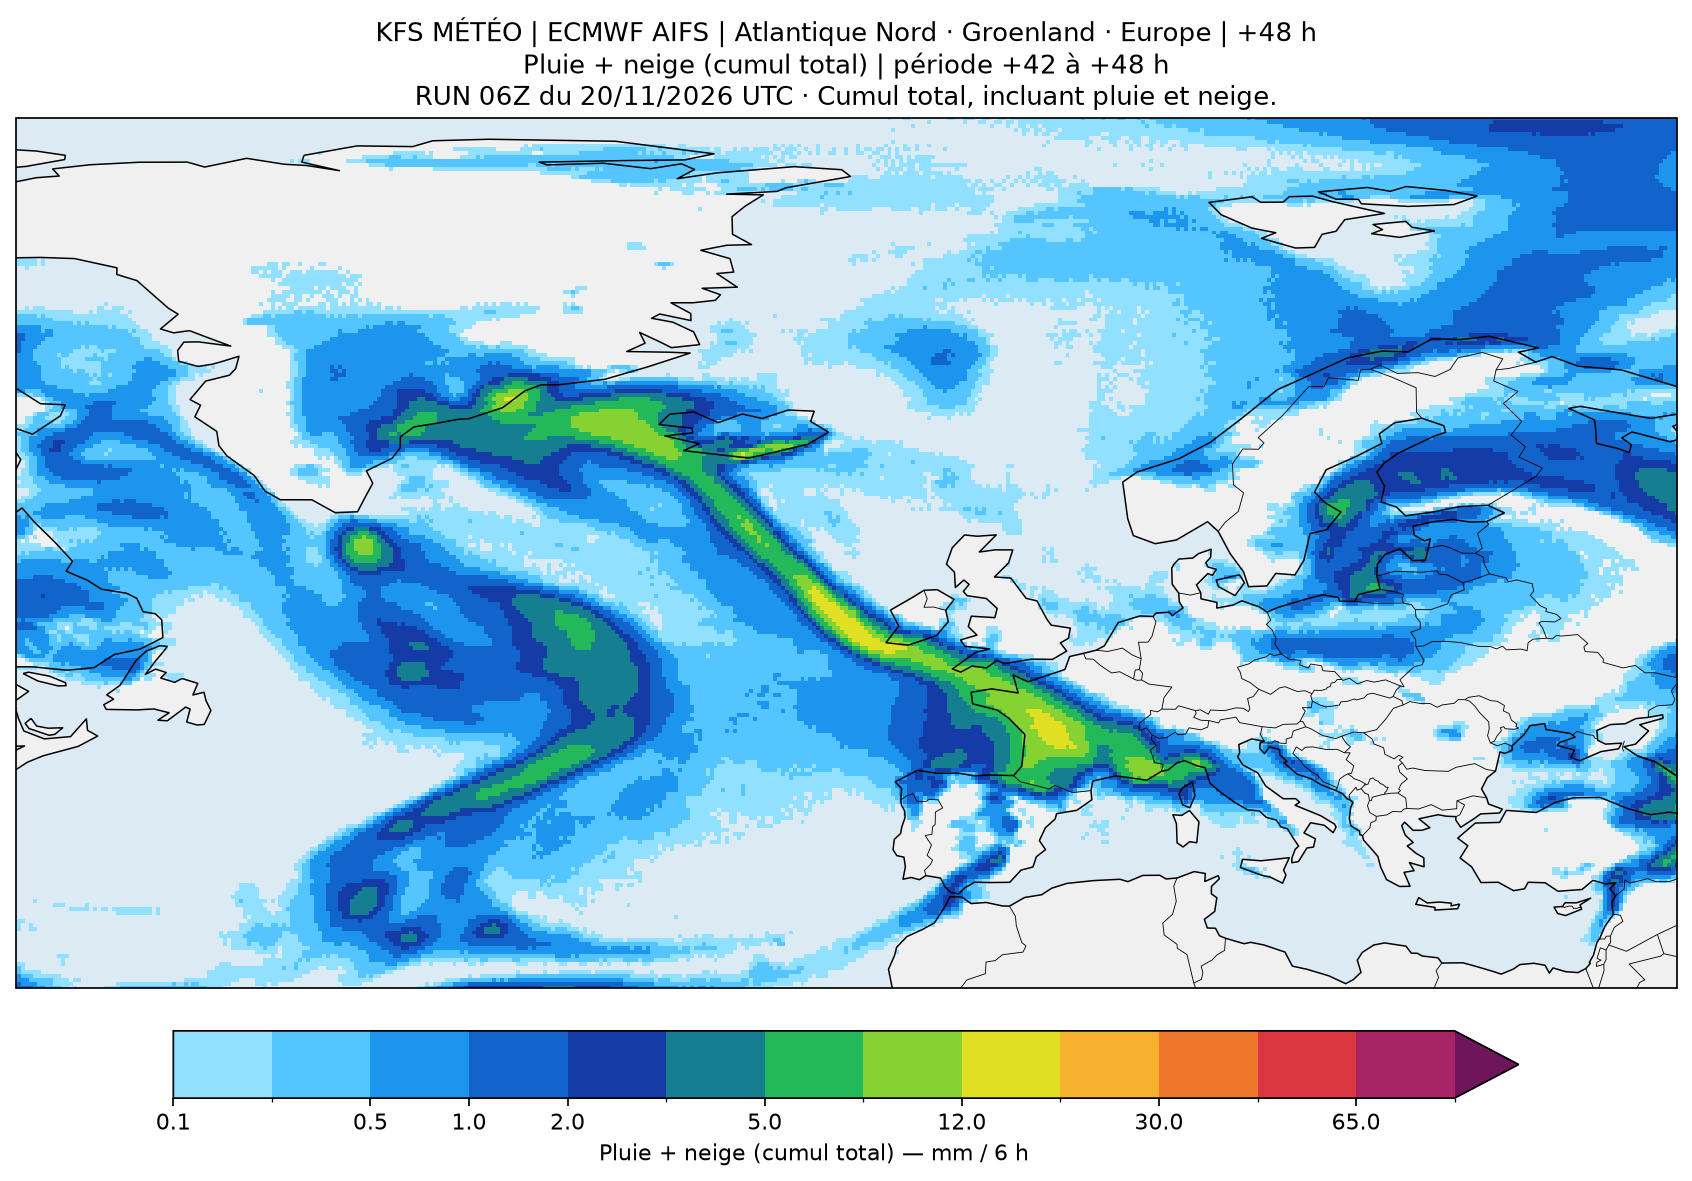 KFS MÉTÉO | ECMWF AIFS | Atlantique Nord · Groenland · Europe | +48 h
Pluie + neige (cumul total) | période +42 à +48 h
RUN 06Z du 20/11/2026 UTC · Cumul total, incluant pluie et neige.
0.1 0.5 1.0 2.0 5.0 12.0 30.0 65.0
Pluie + neige (cumul total) — mm / 6 h